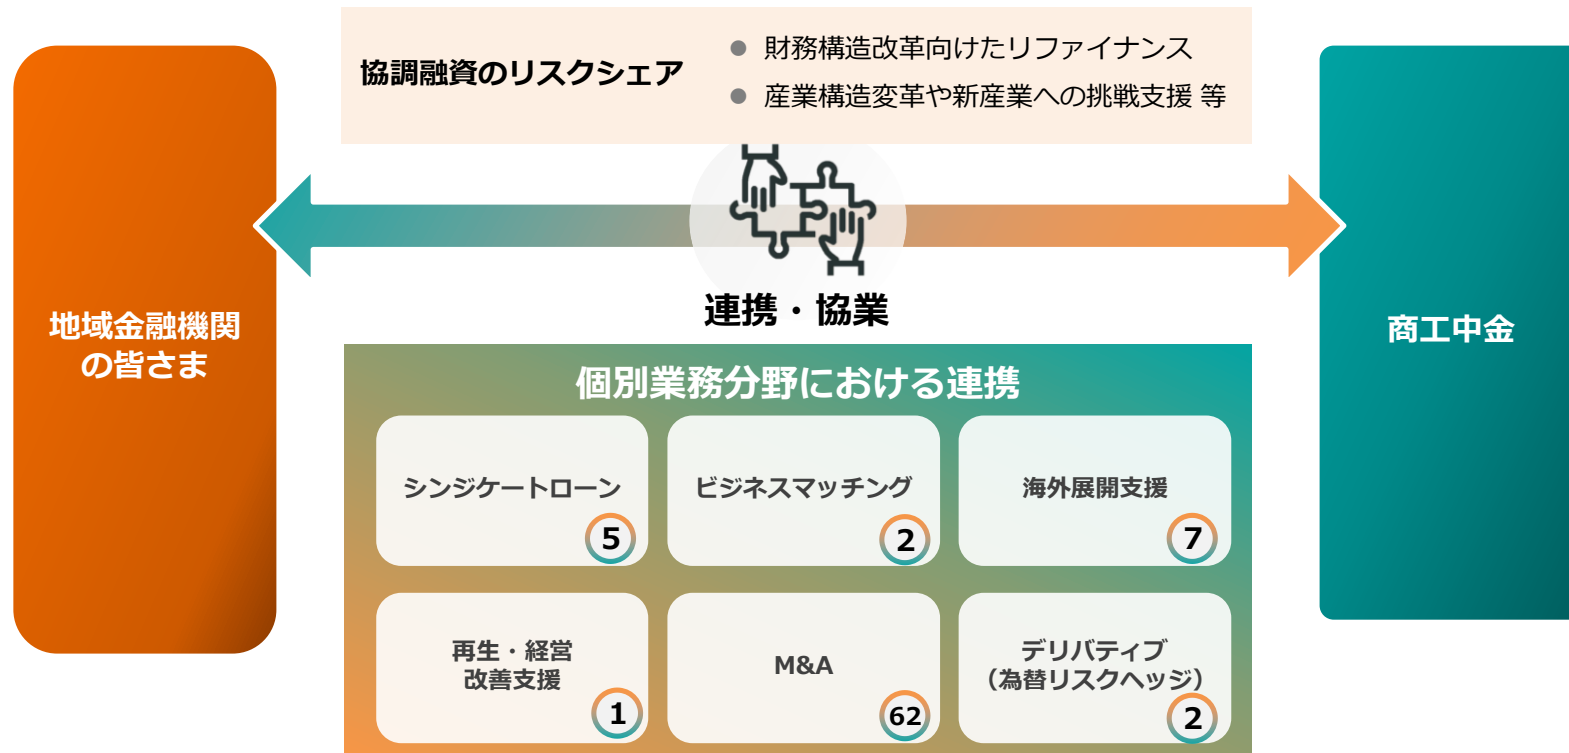 協調融資のリスクシェア
● 財務構造改革向けたリファイナンス
● 産業構造変革や新産業への挑戦支援 等
地域金融機関
の皆さま
連携・協業
商工中金
個別業務分野における連携
シンジケートローン
5
ビジネスマッチング
2
海外展開支援
7
再生・経営
改善支援
1
M&A
62
デリバティブ
（為替リスクヘッジ）
2